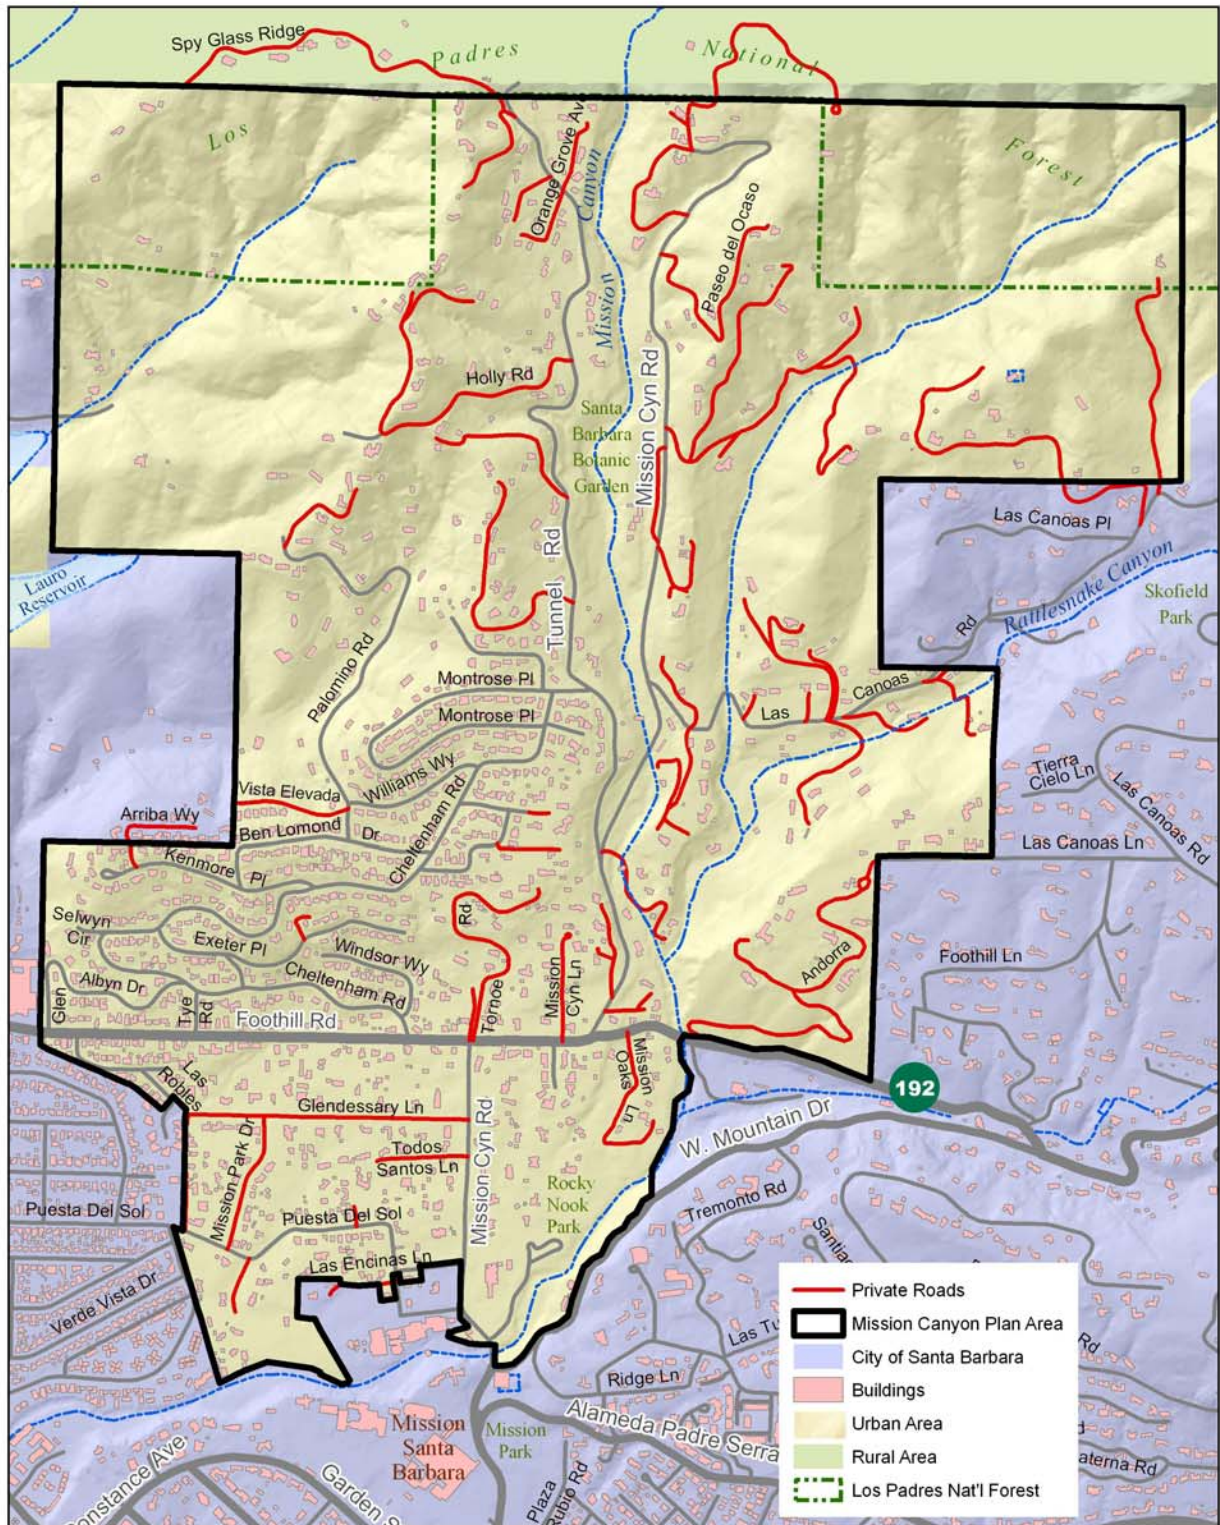 Spy Glass Ridge
Padres
National
Los
Forest
Orange Grove Av
Canyon
Mission
Paseo del Ocaso
Holly Rd
Mission Cyn Rd
Santa
Barbara
Botanic
Garden
Las Canoas Pl
Rattlesnake Canyon
Skofield
Park
Lauro
Reservoir
Tunnel Rd
Rd
Palomino Rd
Montrose Pl
Montrose Pl
Canoas
Las
Williams Wy
Tierra
Cielo Ln
Las Canoas Rd
Vista Elevada
Arriba Wy
Ben Lomond Dr
Cheltenham Rd
Las Canoas Ln
Kenmore Pl
Selwyn
Cir
Rd
Exeter Pl
Windsor Wy
Andorra
Foothill Ln
Albyn Dr
Cheltenham Rd
Glen
Tye
Rd
Tornoe
Mission
Cyn Ln
Foothill Rd
Mission
Oaks
Ln
Las
Robles
192
Glendessary Ln
W. Mountain Dr
Mission Park Dr
Todos
Santos Ln
Mission Cyn Rd
Rocky
Nook
Park
Tremonto Rd
Puesta Del Sol
Puesta Del Sol
Las Encinas Ln
Verde Vista Dr
Private Roads
Mission Canyon Plan Area
City of Santa Barbara
Buildings
Urban Area
Rural Area
Los Padres Nat'l Forest
Las Tu
Rd
Ridge Ln
Mission
Santa
Barbara
Mission
Park
Alameda Padre Serra
aterna Rd
onstance Ave
Garden S
Plaza
Rubio Rd